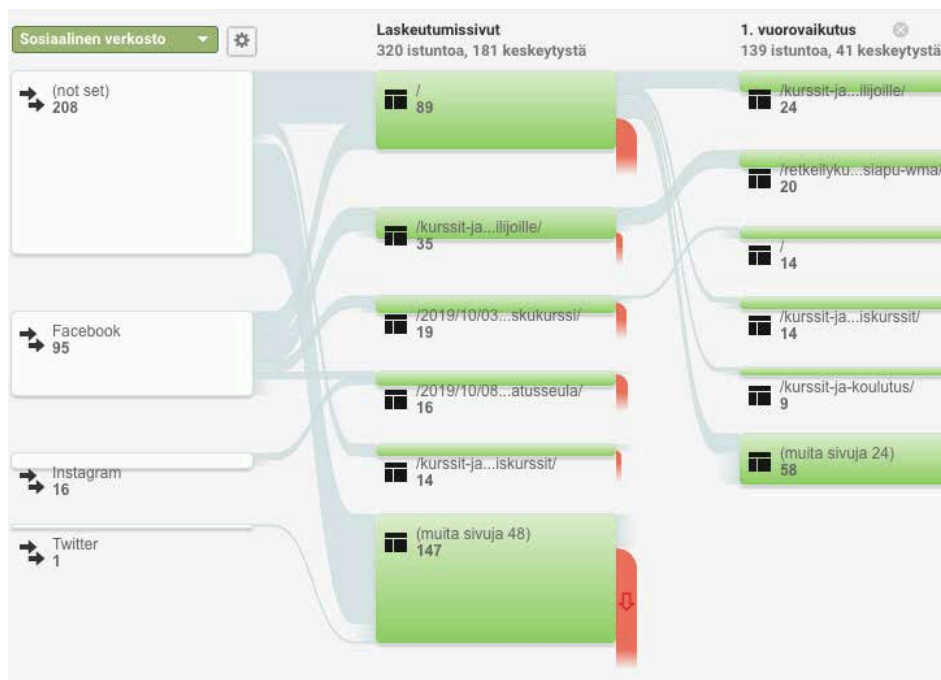 Sosiaalinen verkosto
(not set)
208
Facebook
95
Instagram
16
Twitter
1
Laskeutumissivut
320 istuntoa, 181 keskeytystä
/
89
/kurssit-ja...ilijoille/
35
/2019/10/03...skukurssi/
19
/2019/10/08...atusseula/
16
/kurssit-ja...iskurssit/
14
(muita sivuja 48)
147
1. vuorovaikutus
139 istuntoa, 41 keskeytystä
/kurssit-ja...ilijoille/
24
/retkeilyku...siapu-wma/
20
/
14
/kurssit-ja...iskurssit/
14
/kurssit-ja-koulutus/
9
(muita sivuja 24)
58